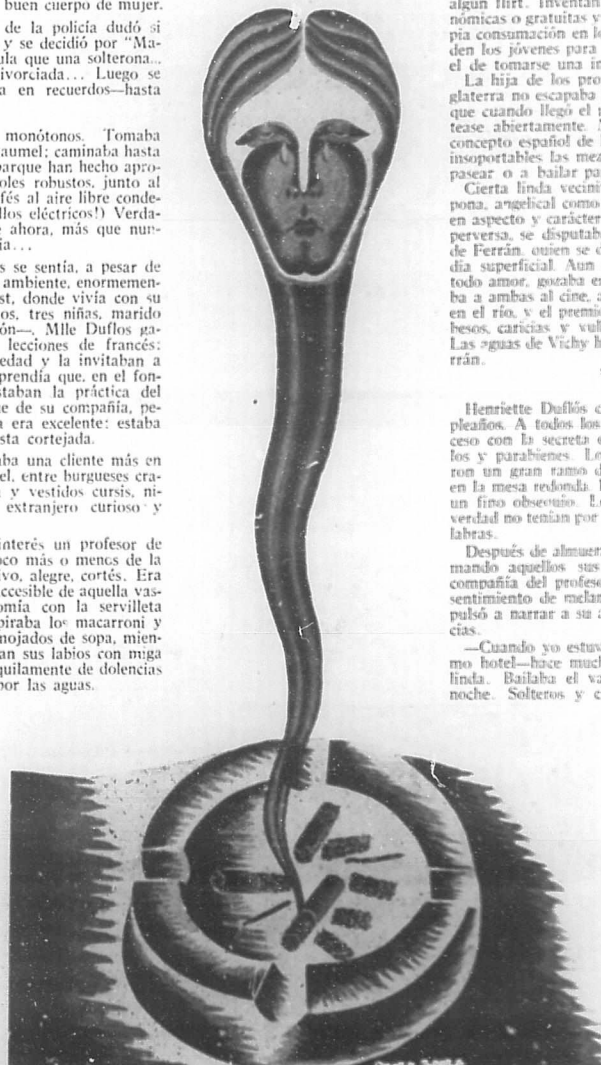 buen cuerpo de mujer.
de la policía dudó si
y se decidió por "Ma-
ula que una solterona...
ivorciada... Luego se
a en recuerdos—hasta
monótonos. Tomaba
aumel; caminaba hasta
parque han hecho apro-
oles robustos, junto al
fés al aire libre conde-
llos eléctricos!) Verda-
e ahora, más que nun-
ia...
s se sentía, a pesar de
ambiente, enormemen-
st, donde vivía con su
os, tres niñas, marido
ón—. Mlle Duflos ga-
lecciones de francés:
edad y la invitaban a
prendía que, en el fon-
staban la práctica del
e de su compañía, pe-
a era excelente: estaba
sta cortejada.
ba una cliente más en
el, entre burgueses cra-
y vestidos cursis, ni-
extranjero curioso y
interés un profesor de
oco más o menos de la
ivo, alegre, cortés. Era
ccesible de aquella vas-
omía con la servilleta
piraba los macarroni y
mojados de sopa, mien-
an sus labios con miga
quilamente de dolencias
por las aguas.
algún flirt. Inventan
nómicas o gratuitas y
pia consumación en lo
den los jóvenes para
el de tomarse una in
La hija de los pro
glaterra no escapaba
que cuando llegó el
tease abiertamente.
concepto español de
insoportables las mez
pasear o a bailar pa
Cierta linda vecini
pona, angelical como
en aspecto y carácter
perversa, se disputab
de Ferrán, quien se d
día superficial. Aun
todo amor, gozaba en
ba a ambas al cine, a
en el río, y el premio
besos, caricias y vul
Las aguas de Vichy h
rrán.
Henriette Duflós c
pleaños. A todos los
ceso con la secreta e
los y parabienes. Lo
ron un gran ramo d
en la mesa redonda.
un fino obsequio. L
verdad no tenían por
labras.
Después de almuer
mando aquellos sus
compañía del profes
sentimiento de melan
pulsó a narrar a su a
cias.
—Cuando yo estuv
mo hotel—hace much
linda. Bailaba el va
noche. Solteros y c